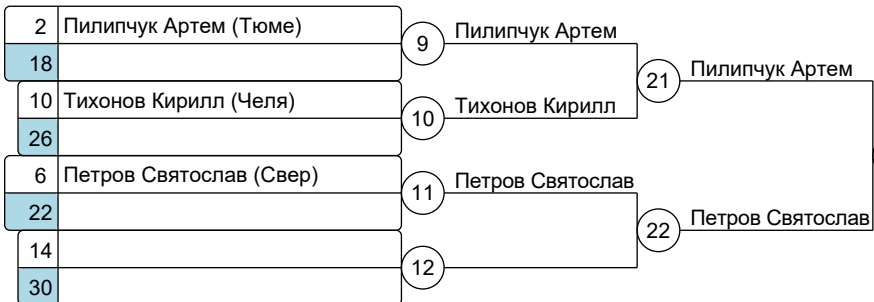 2 Пилипчук Артем (Тюме)
18
9 Пилипчук Артем
10 Тихонов Кирилл (Челя)
26
10 Тихонов Кирилл
21 Пилипчук Артем
6 Петров Святослав (Свер)
22
11 Петров Святослав
14
30
12
22 Петров Святослав